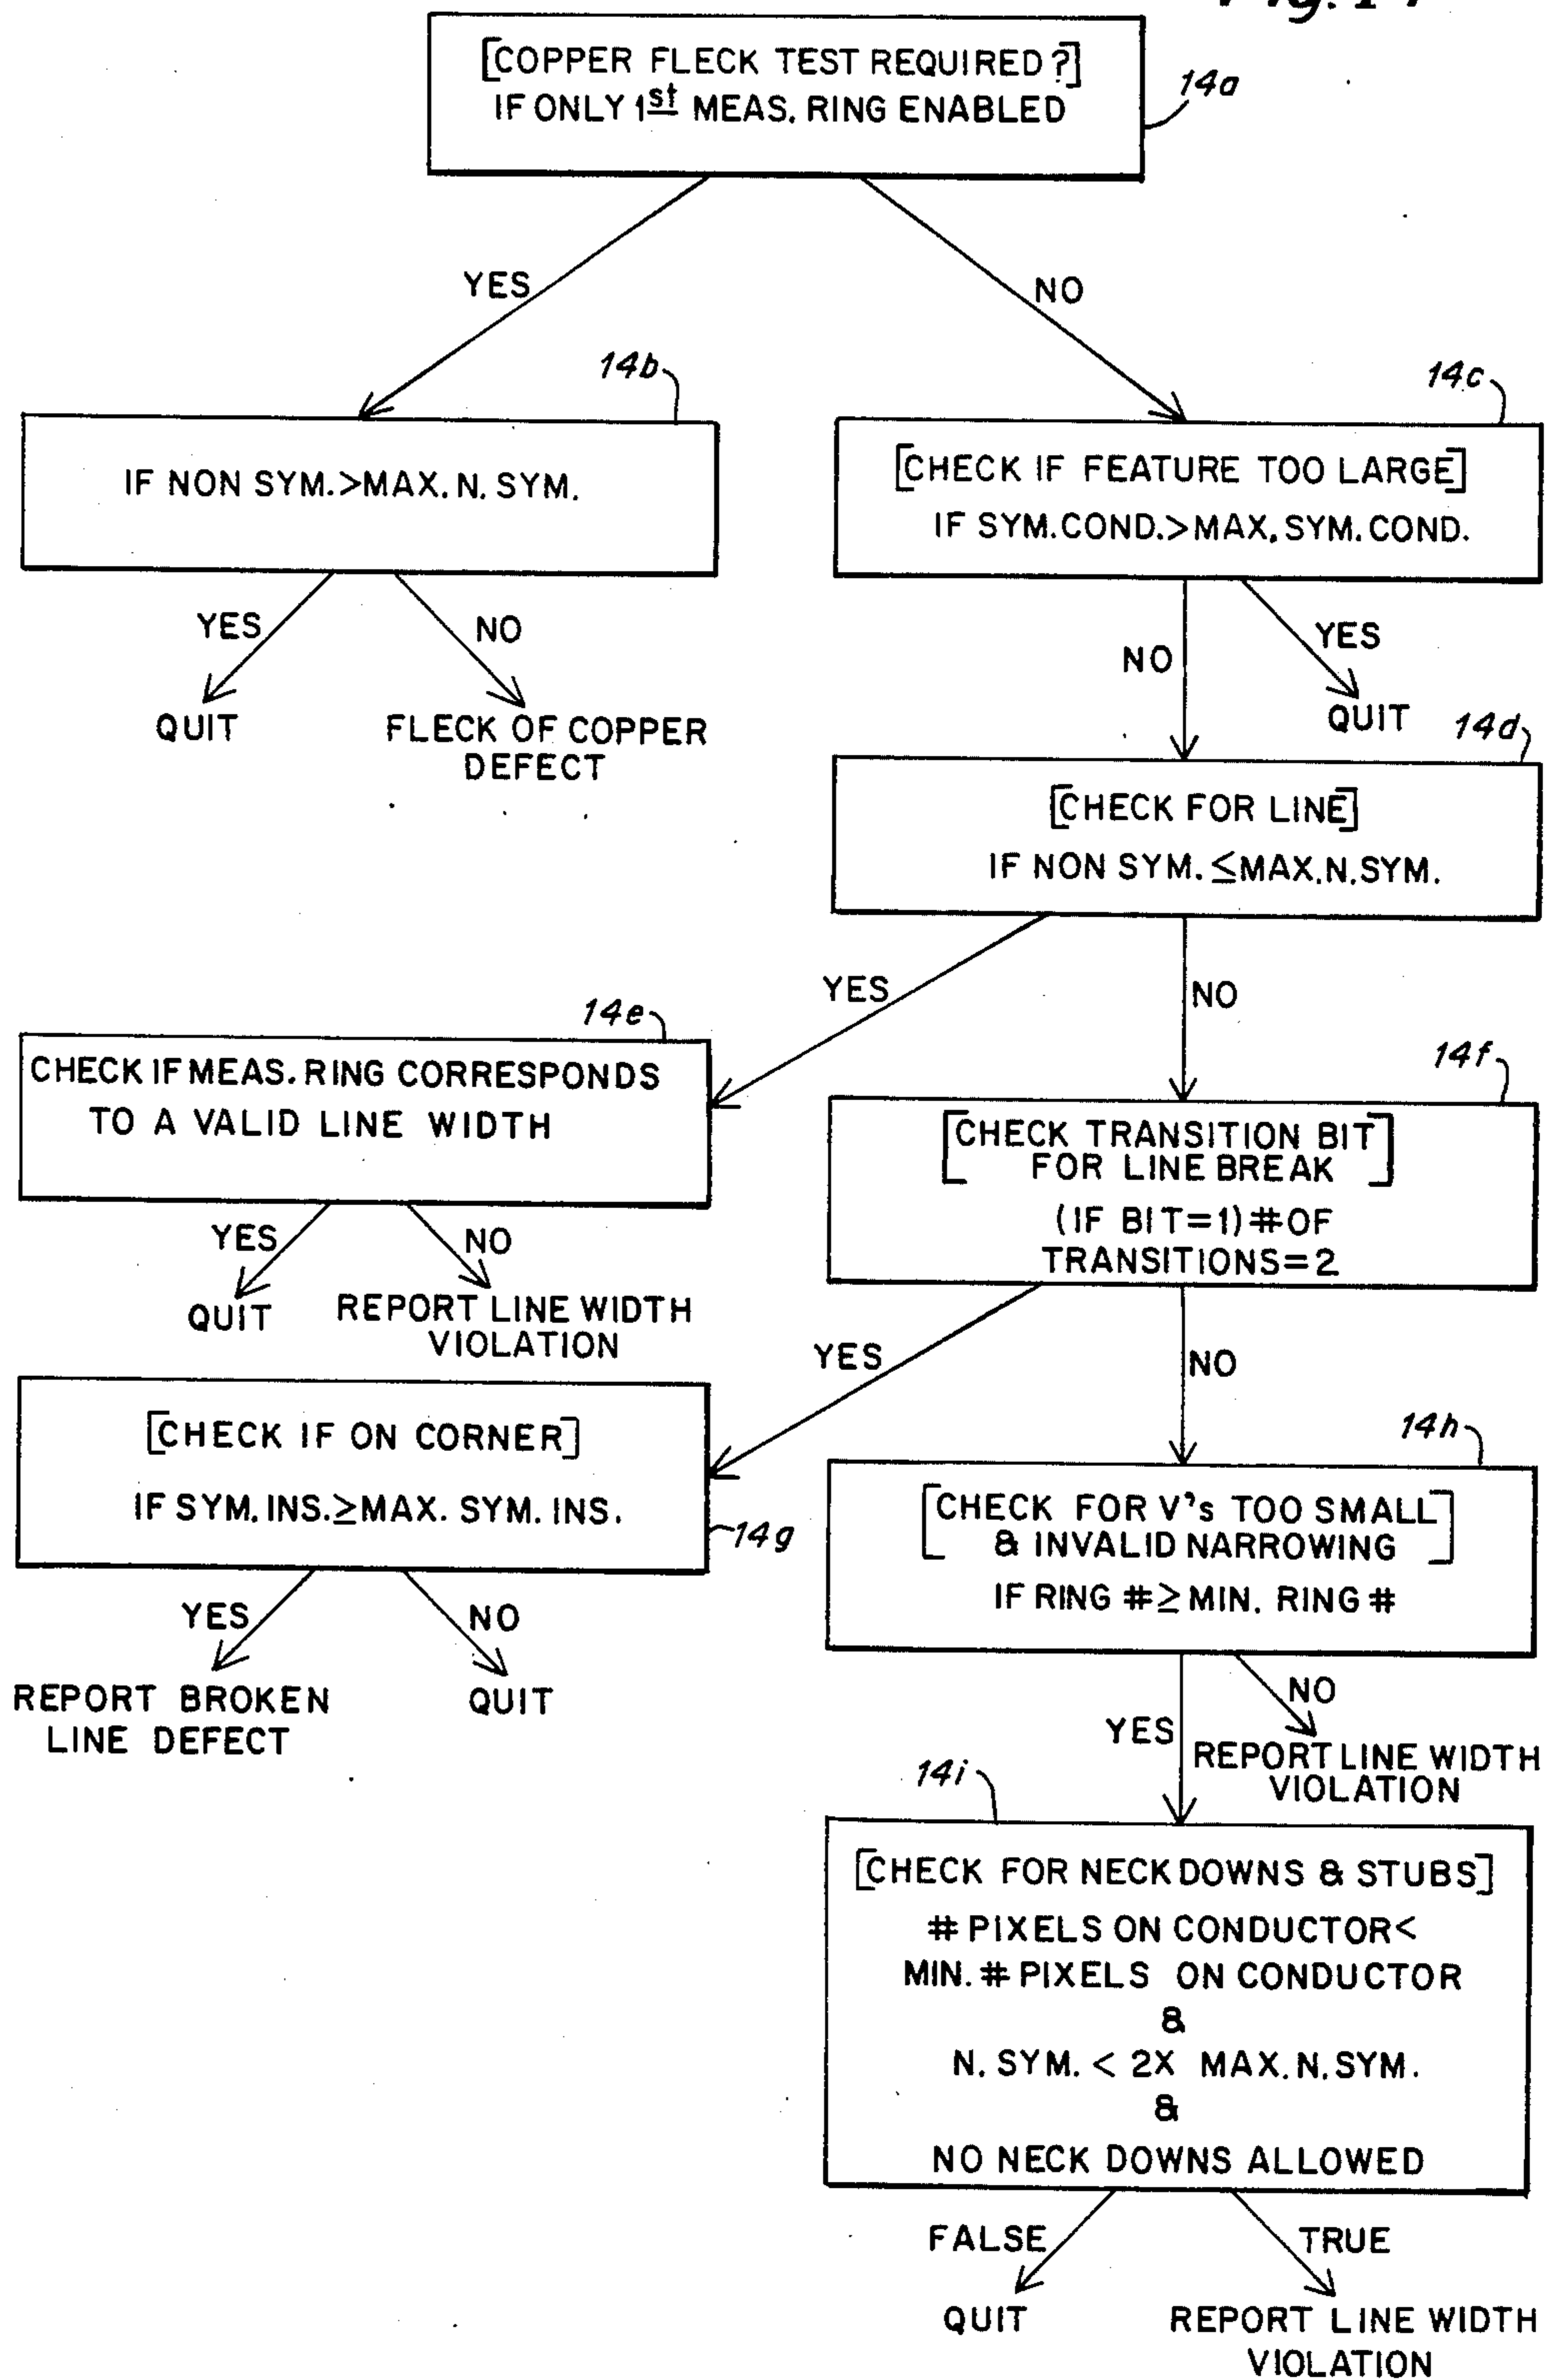 [COPPER FLECK TEST REQUIRED?]
IF ONLY 1st MEAS. RING ENABLED
14a
YES
NO
14b
IF NON SYM.>MAX. N. SYM.
14c
[CHECK IF FEATURE TOO LARGE]
IF SYM. COND.>MAX. SYM. COND.
YES
NO
QUIT
FLECK OF COPPER
DEFECT
NO
YES
QUIT
14d
[CHECK FOR LINE]
IF NON SYM. ≤MAX. N. SYM.
YES
NO
14e
CHECK IF MEAS. RING CORRESPONDS
TO A VALID LINE WIDTH
YES
NO
QUIT
REPORT LINE WIDTH
VIOLATION
14f
[CHECK TRANSITION BIT
FOR LINE BREAK]
(IF BIT=1) # OF
TRANSITIONS=2
YES
NO
[CHECK IF ON CORNER]
IF SYM. INS.≥MAX. SYM. INS.
14g
YES
NO
REPORT BROKEN
LINE DEFECT
QUIT
14h
[CHECK FOR V's TOO SMALL
& INVALID NARROWING]
IF RING #≥MIN. RING #
YES
NO
REPORT LINE WIDTH
VIOLATION
14i
[CHECK FOR NECK DOWNS & STUBS]
# PIXELS ON CONDUCTOR<
MIN. # PIXELS ON CONDUCTOR
&
N. SYM. < 2X MAX. N. SYM.
&
NO NECK DOWNS ALLOWED
FALSE
TRUE
QUIT
REPORT LINE WIDTH
VIOLATION